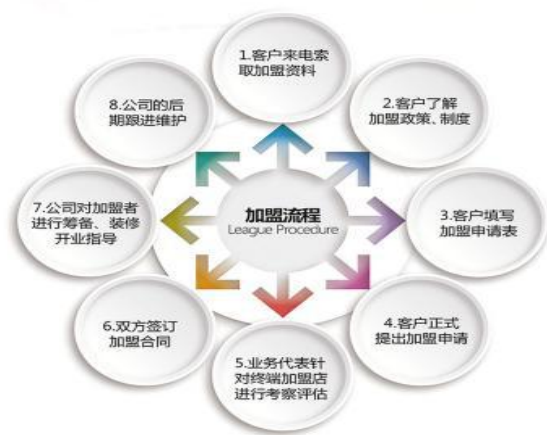 1.客户来电索
取加盟资料
2.客户了解
加盟政策、制度
3.客户填写
加盟申请表
4.客户正式
提出加盟申请
5.业务代表针
对终端加盟店
进行考察评估
6.双方签订
加盟合同
7.公司对加盟者
进行筹备、装修
开业指导
8.公司的后
期跟进维护
加盟流程
League Procedure